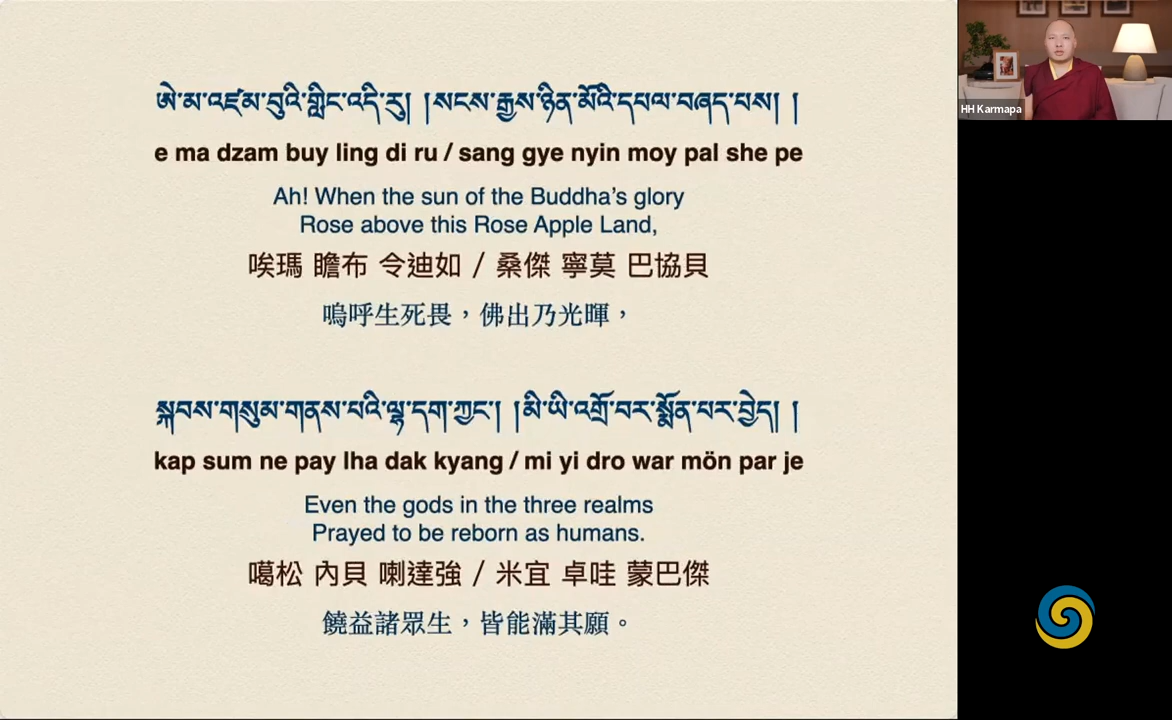 ཨེ་མ་འཛམ་བུའི་གླིང་འདི་རུ། །སངས་རྒྱས་ཉིན་མོའི་དཔལ་བཞད་པས། །
e ma dzam buy ling di ru / sang gye nyin moy pal she pe
Ah! When the sun of the Buddha's glory
Rose above this Rose Apple Land,
唉瑪 瞻布 令迪如 / 桑傑 寧莫 巴協貝
嗚呼生死畏，佛出乃光暉，
སྐབས་གསུམ་གནས་པའི་ལྷ་དག་ཀྱང་། །མི་ཡི་འགྲོ་བར་སྨོན་པར་བྱེད། །
kap sum ne pay lha dak kyang / mi yi dro war mön par je
Even the gods in the three realms
Prayed to be reborn as humans.
噶松 內貝 喇達強 / 米宜 卓哇 蒙巴傑
饒益諸眾生，皆能滿其願。
HH Karmapa